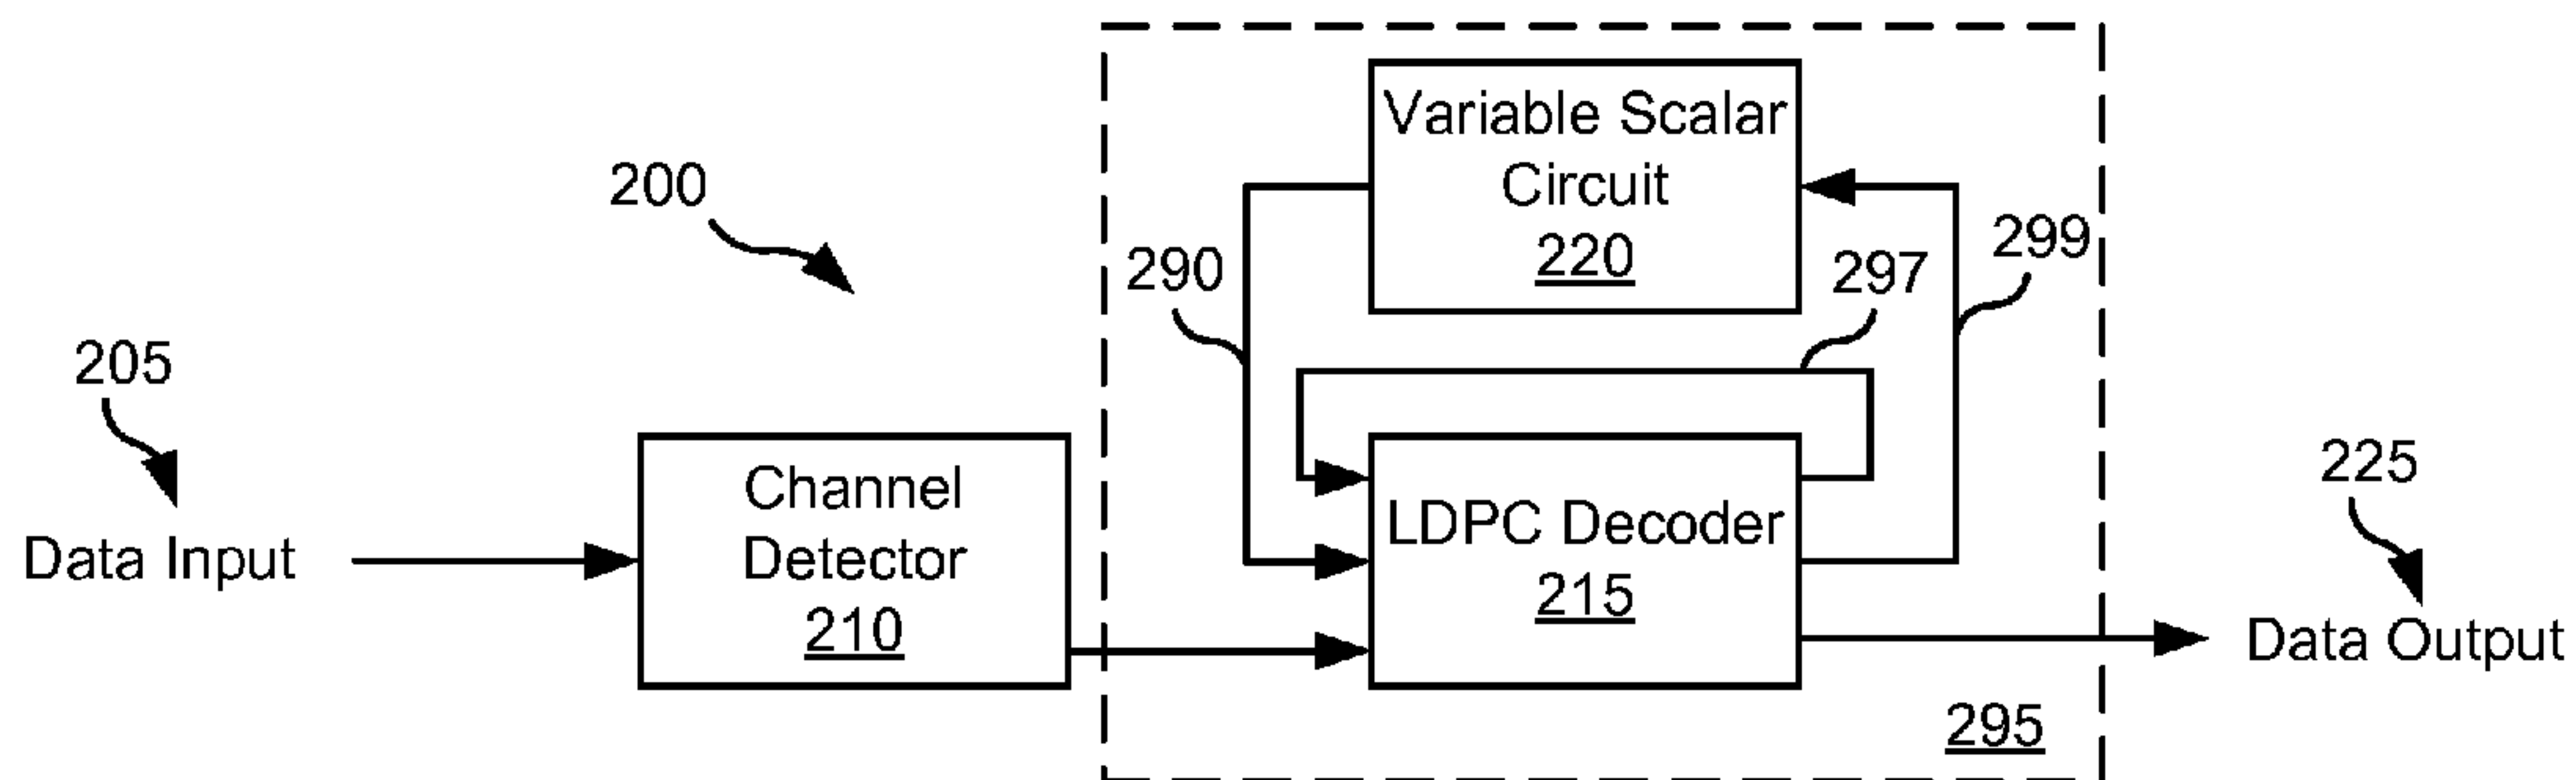 Variable Scalar
Circuit
220
200
290
297
299
205
Channel
Detector
210
LDPC Decoder
215
225
Data Input
Data Output
295